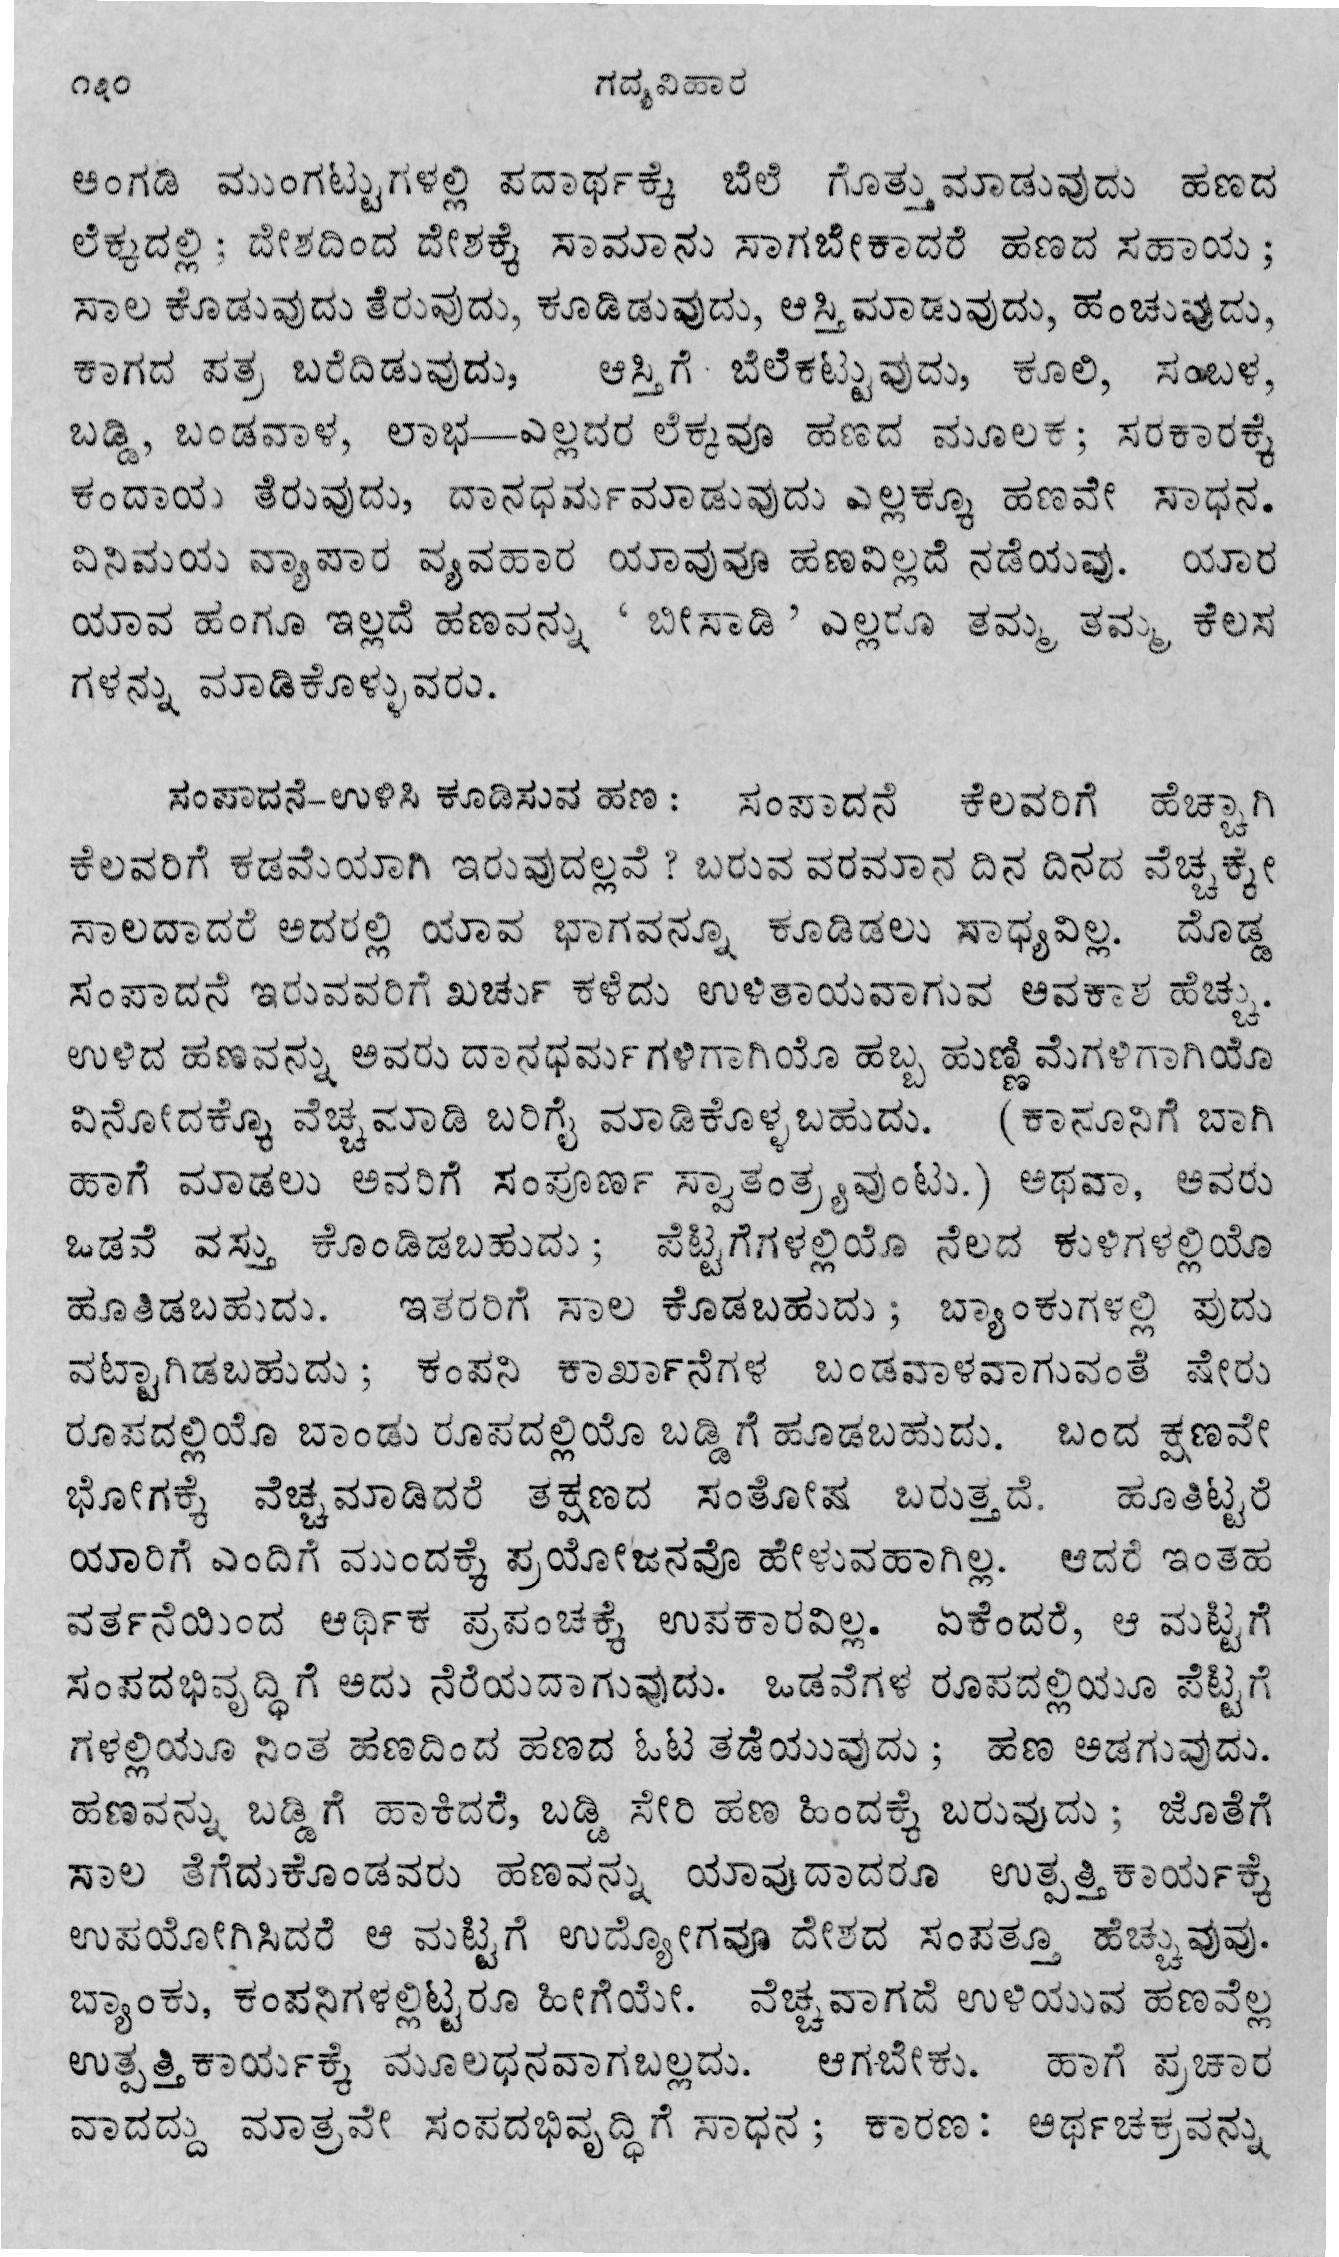 ೧೫೦ ಗದ್ಯವಿಹಾರ
ಅಂಗಡಿ ಮುಂಗಟ್ಟುಗಳಲ್ಲಿ ಪದಾರ್ಥಕ್ಕೆ ಬೆಲೆ ಗೊತ್ತುಮಾಡುವುದು ಹಣದ
ಲೆಕ್ಕದಲ್ಲಿ ; ದೇಶದಿಂದ ದೇಶಕ್ಕೆ ಸಾಮಾನು ಸಾಗಬೇಕಾದರೆ ಹಣದ ಸಹಾಯ ;
ಸಾಲ ಕೊಡುವುದು ತೆರುವುದು, ಕೂಡಿಡುವುದು, ಆಸ್ತಿಮಾಡುವುದು, ಹಂಚುವುದು,
ಕಾಗದ ಪತ್ರ ಬರೆದಿಡುವುದು, ಆಸ್ತಿಗೆ ಬೆಲೆಕಟ್ಟುವುದು, ಕೂಲಿ, ಸಂಬಳ,
ಬಡ್ಡಿ, ಬಂಡವಾಳ, ಲಾಭ—ಎಲ್ಲದರ ಲೆಕ್ಕವೂ ಹಣದ ಮೂಲಕ; ಸರಕಾರಕ್ಕೆ
ಕಂದಾಯ ತೆರುವುದು, ದಾನಧರ್ಮಮಾಡುವುದು ಎಲ್ಲಕ್ಕೂ ಹಣವೇ ಸಾಧನ.
ವಿನಿಮಯ ವ್ಯಾಪಾರ ವ್ಯವಹಾರ ಯಾವುವೂ ಹಣವಿಲ್ಲದೆ ನಡೆಯವು. ಯಾರ
ಯಾವ ಹಂಗೂ ಇಲ್ಲದೆ ಹಣವನ್ನು ‘ ಬೀಸಾಡಿ ’ ಎಲ್ಲರೂ ತಮ್ಮ ತಮ್ಮ ಕೆಲಸ
ಗಳನ್ನು ಮಾಡಿಕೊಳ್ಳುವರು.
ಸಂಪಾದನೆ-ಉಳಿಸಿ ಕೂಡಿಸುವ ಹಣ : ಸಂಪಾದನೆ ಕೆಲವರಿಗೆ ಹೆಚ್ಚಾಗಿ
ಕೆಲವರಿಗೆ ಕಡಮೆಯಾಗಿ ಇರುವುದಲ್ಲವೆ ? ಬರುವ ವರಮಾನ ದಿನ ದಿನದ ವೆಚ್ಚಕ್ಕೇ
ಸಾಲದಾದರೆ ಅದರಲ್ಲಿ ಯಾವ ಭಾಗವನ್ನೂ ಕೂಡಿಡಲು ಸಾಧ್ಯವಿಲ್ಲ. ದೊಡ್ಡ
ಸಂಪಾದನೆ ಇರುವವರಿಗೆ ಖರ್ಚು ಕಳೆದು ಉಳಿತಾಯವಾಗುವ ಅವಕಾಶ ಹೆಚ್ಚು.
ಉಳಿದ ಹಣವನ್ನು ಅವರು ದಾನಧರ್ಮಗಳಿಗಾಗಿಯೊ ಹಬ್ಬ ಹುಣ್ಣಿಮೆಗಳಿಗಾಗಿಯೊ
ವಿನೋದಕ್ಕೊ ವೆಚ್ಚಮಾಡಿ ಬರಿಗೈ ಮಾಡಿಕೊಳ್ಳಬಹುದು. (ಕಾನೂನಿಗೆ ಬಾಗಿ
ಹಾಗೆ ಮಾಡಲು ಅವರಿಗೆ ಸಂಪೂರ್ಣ ಸ್ವಾತಂತ್ರ್ಯವುಂಟು.) ಅಥವಾ, ಅವರು
ಒಡವೆ ವಸ್ತು ಕೊಂಡಿಡಬಹುದು ; ಪೆಟ್ಟಿಗೆಗಳಲ್ಲಿಯೊ ನೆಲದ ಕುಳಿಗಳಲ್ಲಿಯೊ
ಹೂತಿಡಬಹುದು. ಇತರರಿಗೆ ಸಾಲ ಕೊಡಬಹುದು ; ಬ್ಯಾಂಕುಗಳಲ್ಲಿ ಪುದು
ವಟ್ಟಾಗಿಡಬಹುದು ; ಕಂಪನಿ ಕಾರ್ಖಾನೆಗಳ ಬಂಡವಾಳವಾಗುವಂತೆ ಷೇರು
ರೂಪದಲ್ಲಿಯೊ ಬಾಂಡು ರೂಪದಲ್ಲಿಯೊ ಬಡ್ಡಿಗೆ ಹೂಡಬಹುದು. ಬಂದ ಕ್ಷಣವೇ
ಭೋಗಕ್ಕೆ ವೆಚ್ಚಮಾಡಿದರೆ ತಕ್ಷಣದ ಸಂತೋಷ ಬರುತ್ತದೆ. ಹೂತಿಟ್ಟರೆ
ಯಾರಿಗೆ ಎಂದಿಗೆ ಮುಂದಕ್ಕೆ ಪ್ರಯೋಜನವೊ ಹೇಳುವಹಾಗಿಲ್ಲ. ಆದರೆ ಇಂತಹ
ವರ್ತನೆಯಿಂದ ಆರ್ಥಿಕ ಪ್ರಪಂಚಕ್ಕೆ ಉಪಕಾರವಿಲ್ಲ. ಏಕೆಂದರೆ, ಆ ಮಟ್ಟಿಗೆ
ಸಂಪದಭಿವೃದ್ಧಿಗೆ ಅದು ನೆರೆಯದಾಗುವುದು. ಒಡವೆಗಳ ರೂಪದಲ್ಲಿಯೂ ಪೆಟ್ಟಿಗೆ
ಗಳಲ್ಲಿಯೂ ನಿಂತ ಹಣದಿಂದ ಹಣದ ಓಟ ತಡೆಯುವುದು ; ಹಣ ಅಡಗುವುದು.
ಹಣವನ್ನು ಬಡ್ಡಿಗೆ ಹಾಕಿದರೆ, ಬಡ್ಡಿ ಸೇರಿ ಹಣ ಹಿಂದಕ್ಕೆ ಬರುವುದು ; ಜೊತೆಗೆ
ಸಾಲ ತೆಗೆದುಕೊಂಡವರು ಹಣವನ್ನು ಯಾವುದಾದರೂ ಉತ್ಪತ್ತಿಕಾರ್ಯಕ್ಕೆ
ಉಪಯೋಗಿಸಿದರೆ ಆ ಮಟ್ಟಿಗೆ ಉದ್ಯೋಗವೂ ದೇಶದ ಸಂಪತ್ತೂ ಹೆಚ್ಚುವುವು.
ಬ್ಯಾಂಕು, ಕಂಪನಿಗಳಲ್ಲಿಟ್ಟರೂ ಹೀಗೆಯೇ. ವೆಚ್ಚವಾಗದೆ ಉಳಿಯುವ ಹಣವೆಲ್ಲ
ಉತ್ಪತ್ತಿಕಾರ್ಯಕ್ಕೆ ಮೂಲಧನವಾಗಬಲ್ಲದು. ಆಗಬೇಕು. ಹಾಗೆ ಪ್ರಚಾರ
ವಾದದ್ದು ಮಾತ್ರವೇ ಸಂಪದಭಿವೃದ್ಧಿಗೆ ಸಾಧನ ; ಕಾರಣ : ಅರ್ಥಚಕ್ರವನ್ನು